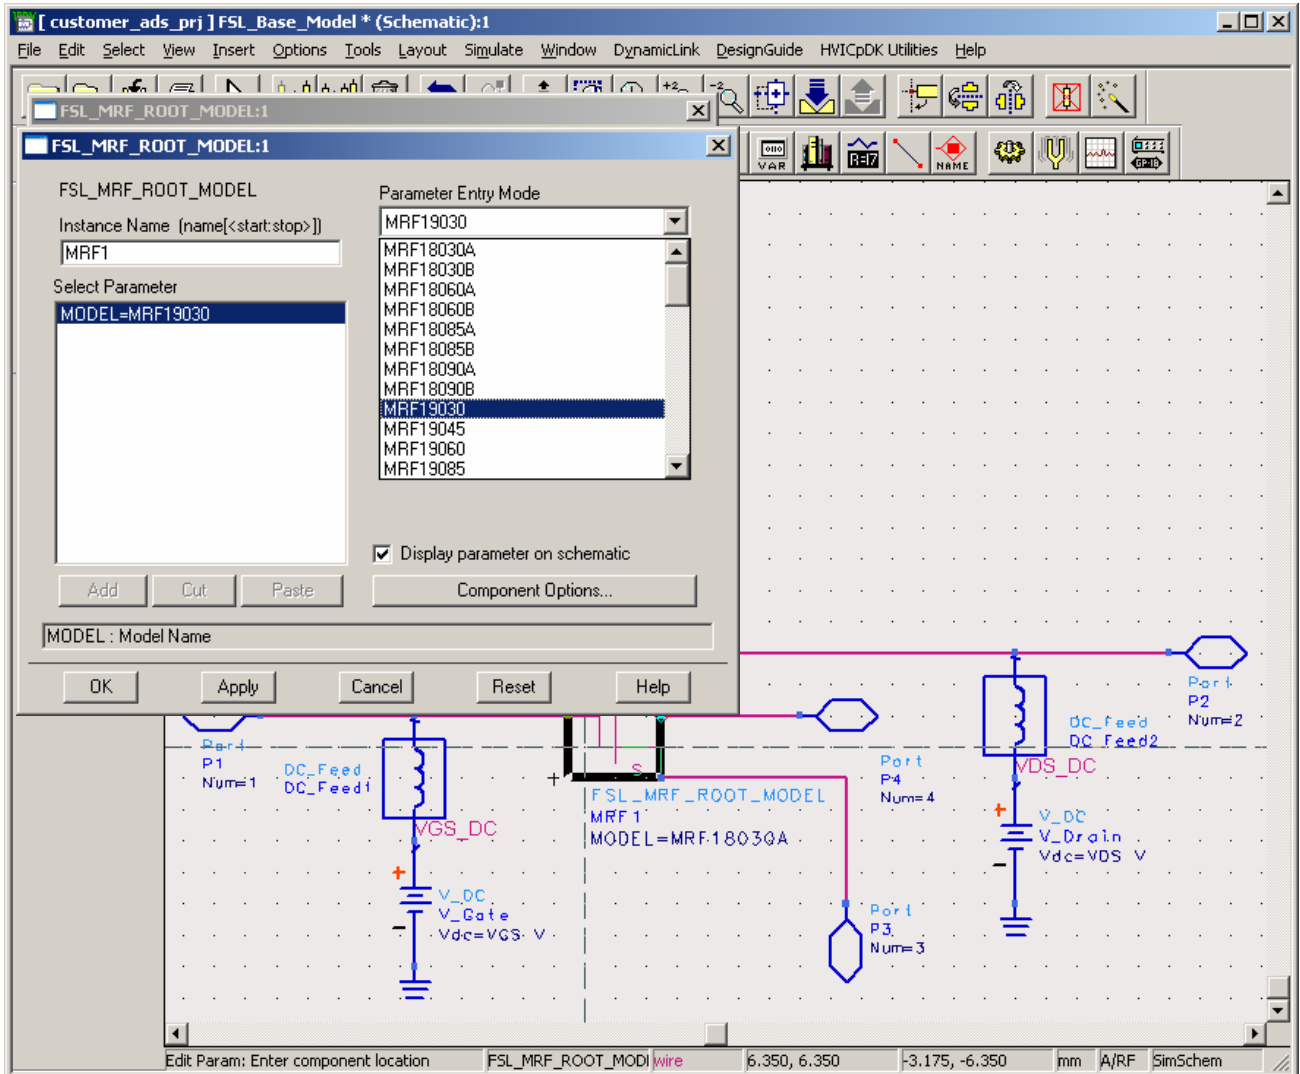 [ customer_ads_prj ] FSL_Base_Model * (Schematic):1
File Edit Select View Insert Options Tools Layout Simulate Window DynamicLink DesignGuide HVICpDK Utilities Help
FSL_MRF_ROOT_MODEL:1
FSL_MRF_ROOT_MODEL:1
VAR
NAME
FSL_MRF_ROOT_MODEL
Instance Name (name[<start:stop>])
MRF1
Select Parameter
MODEL=MRF19030
Parameter Entry Mode
MRF19030
MRF18030A
MRF18030B
MRF18060A
MRF18060B
MRF18085A
MRF18085B
MRF18090A
MRF18090B
MRF19030
MRF19045
MRF19060
MRF19085
Display parameter on schematic
Add Cut Paste
Component Options...
MODEL : Model Name
OK Apply Cancel Reset Help
Port
P1
Num=1
DC_Feed
DC_Feed1
VGS_DC
V_DC
V_Gate
Vdc=VGS V
S
FSL_MRF_ROOT_MODEL
MRF1
MODEL=MRF18030A
Port
P4
Num=4
Port
P3
Num=3
Port
P2
Num=2
DC_Feed
DC_Feed2
VDS_DC
V_DC
V_Drain
Vdc=VDS V
Edit Param: Enter component location FSL_MRF_ROOT_MOD wire 6.350, 6.350 -3.175, -6.350 mm A/RF SimSchem